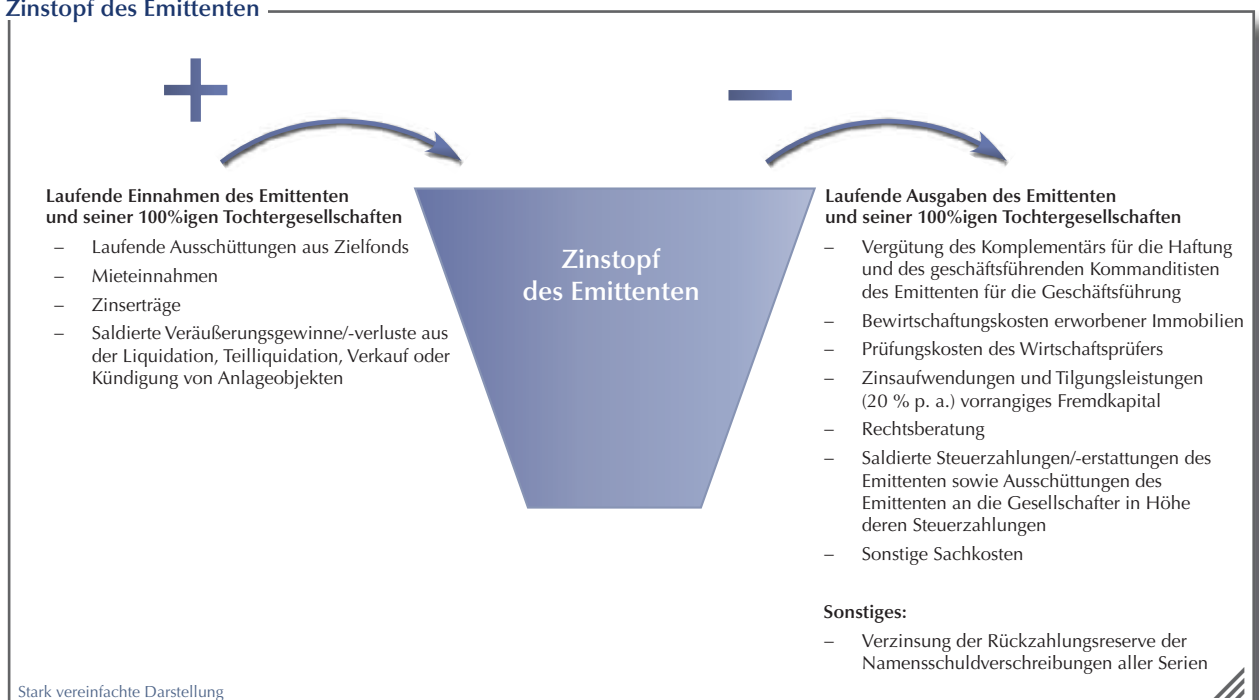 Zinstopf des Emittenten
+
–
Laufende Einnahmen des Emittenten
und seiner 100%igen Tochtergesellschaften
– Laufende Ausschüttungen aus Zielfonds
– Mieteinnahmen
– Zinserträge
– Saldierte Veräußerungsgewinne/-verluste aus
der Liquidation, Teilliquidation, Verkauf oder
Kündigung von Anlageobjekten
Zinstopf
des Emittenten
Laufende Ausgaben des Emittenten
und seiner 100%igen Tochtergesellschaften
– Vergütung des Komplementärs für die Haftung
und des geschäftsführenden Kommanditisten
des Emittenten für die Geschäftsführung
– Bewirtschaftungskosten erworbener Immobilien
– Prüfungskosten des Wirtschaftsprüfers
– Zinsaufwendungen und Tilgungsleistungen
(20 % p. a.) vorrangiges Fremdkapital
– Rechtsberatung
– Saldierte Steuerzahlungen/-erstattungen des
Emittenten sowie Ausschüttungen des
Emittenten an die Gesellschafter in Höhe
deren Steuerzahlungen
– Sonstige Sachkosten
Sonstiges:
– Verzinsung der Rückzahlungsreserve der
Namensschuldverschreibungen aller Serien
Stark vereinfachte Darstellung